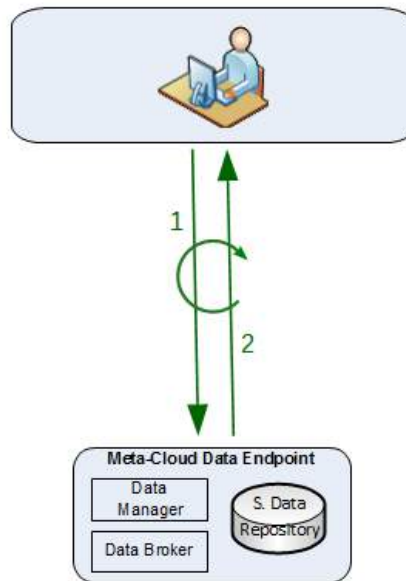 1
2
Meta-Cloud Data Endpoint
Data
Manager
S. Data
Repository
Data Broker